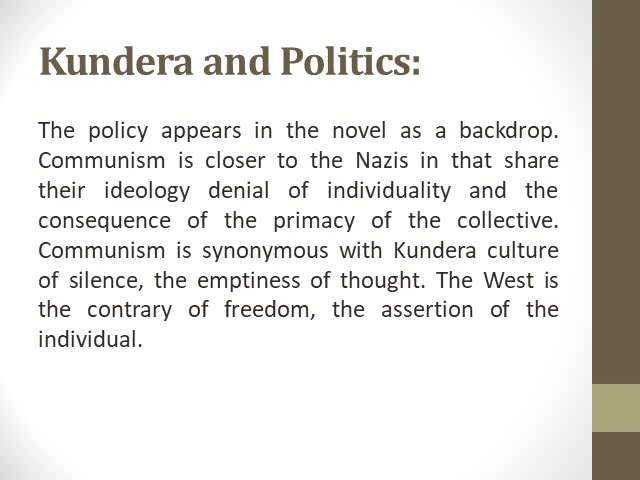 Kundera and Politics:
The policy appears in the novel as a backdrop.
Communism is closer to the Nazis in that share
their ideology denial of individuality and the
consequence of the primacy of the collective.
Communism is synonymous with Kundera culture
of silence, the emptiness of thought. The West is
the contrary of freedom, the assertion of the
individual.